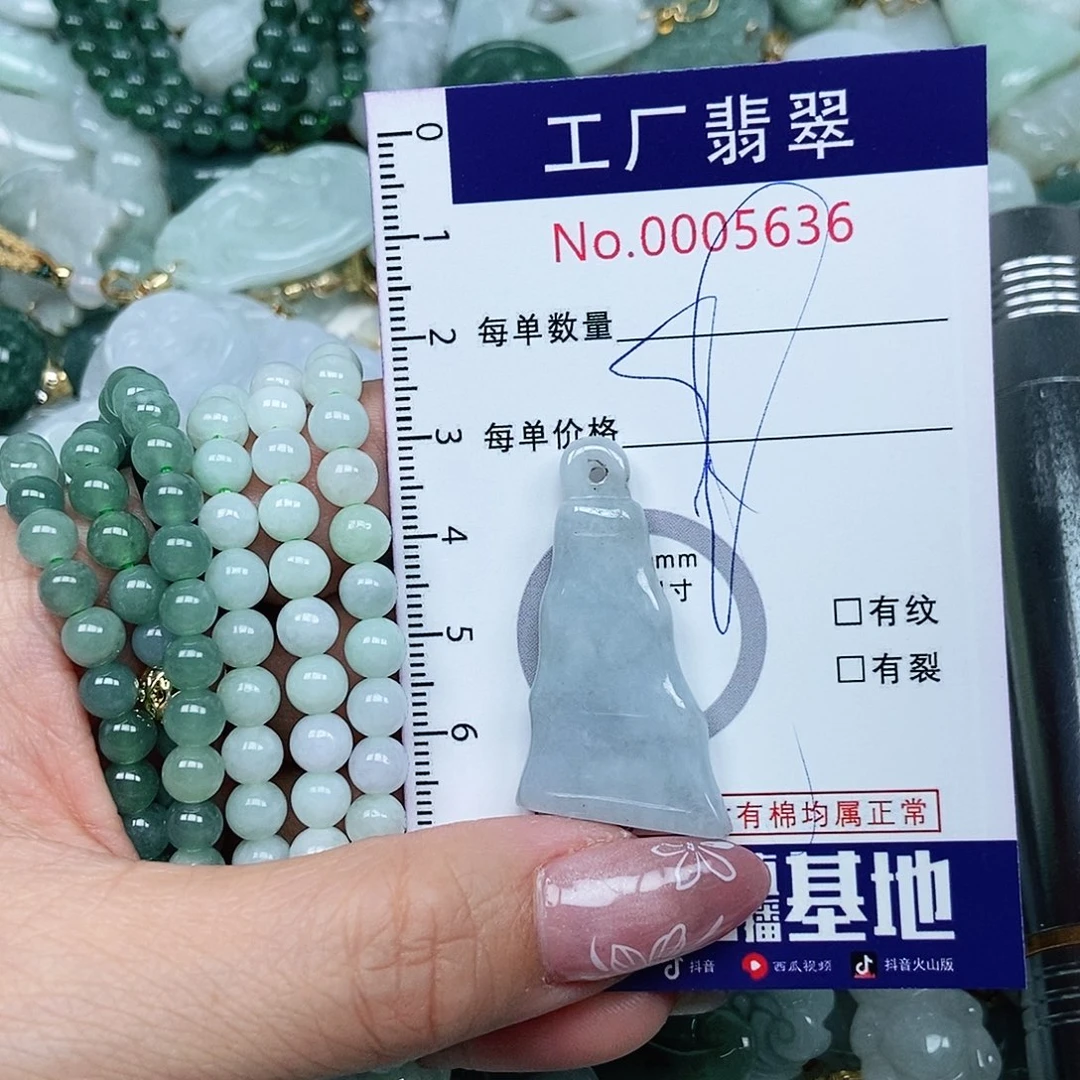 工厂翡翠
No.0005636
0
1
2
3
4
5
6
每单数量
每单价格
mm
寸
□有纹
□有裂
有棉均属正常
播基地
抖音 西瓜视频 抖音火山版